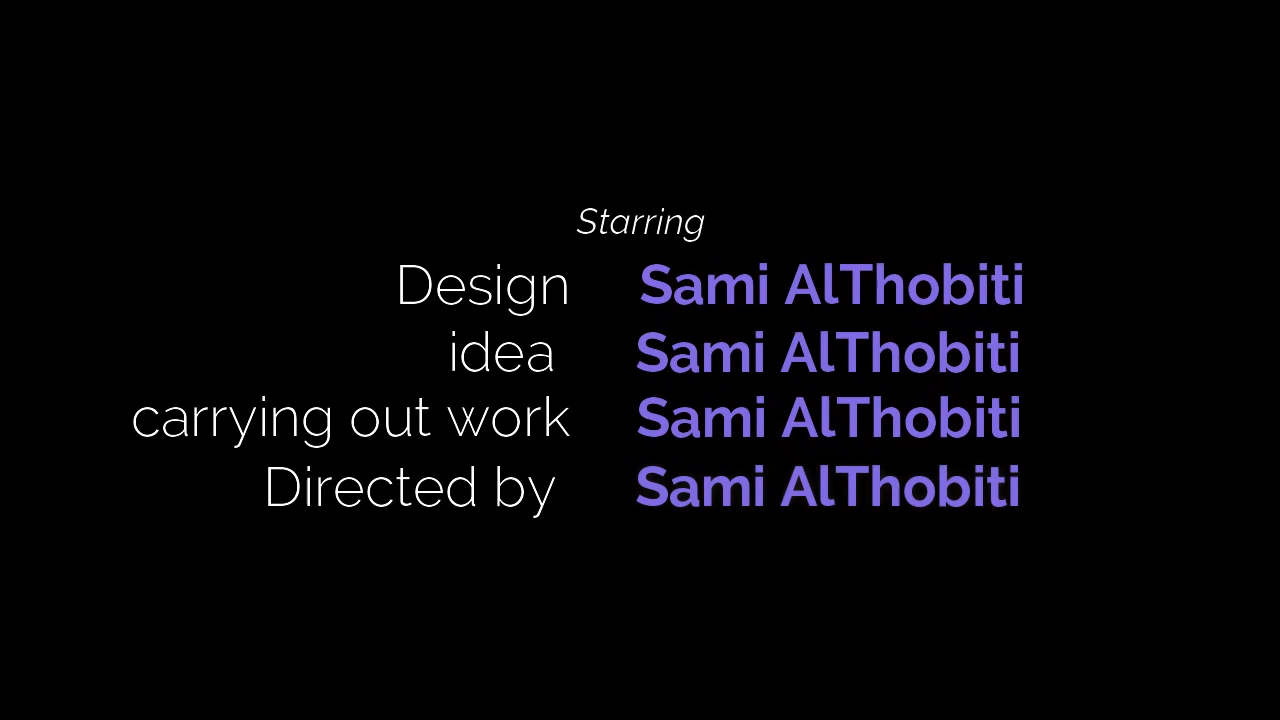 Starring
Design Sami AlThobiti
idea Sami AlThobiti
carrying out work Sami AlThobiti
Directed by Sami AlThobiti